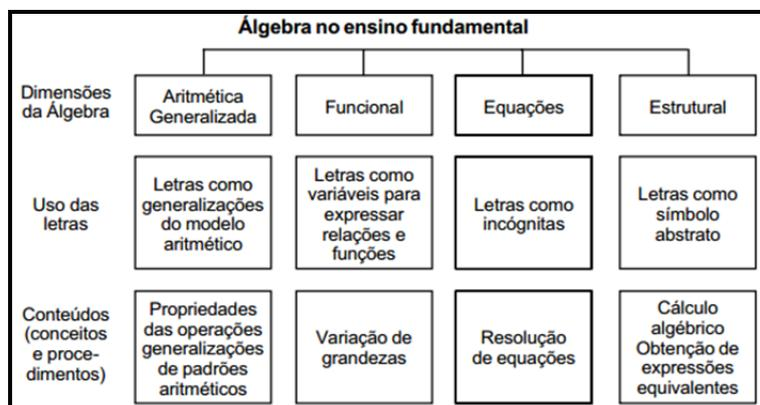 Álgebra no ensino fundamental
Dimensões
da Álgebra
Aritmética
Generalizada
Funcional
Equações
Estrutural
Uso das
letras
Letras como
generalizações
do modelo
aritmético
Letras como
variáveis para
expressar
relações e
funções
Letras como
incógnitas
Letras como
símbolo
abstrato
Conteúdos
(conceitos
e proce-
dimentos)
Propriedades
das operações
generalizações
de padrões
aritméticos
Variação de
grandezas
Resolução
de equações
Cálculo
algébrico
Obtenção de
expressões
equivalentes